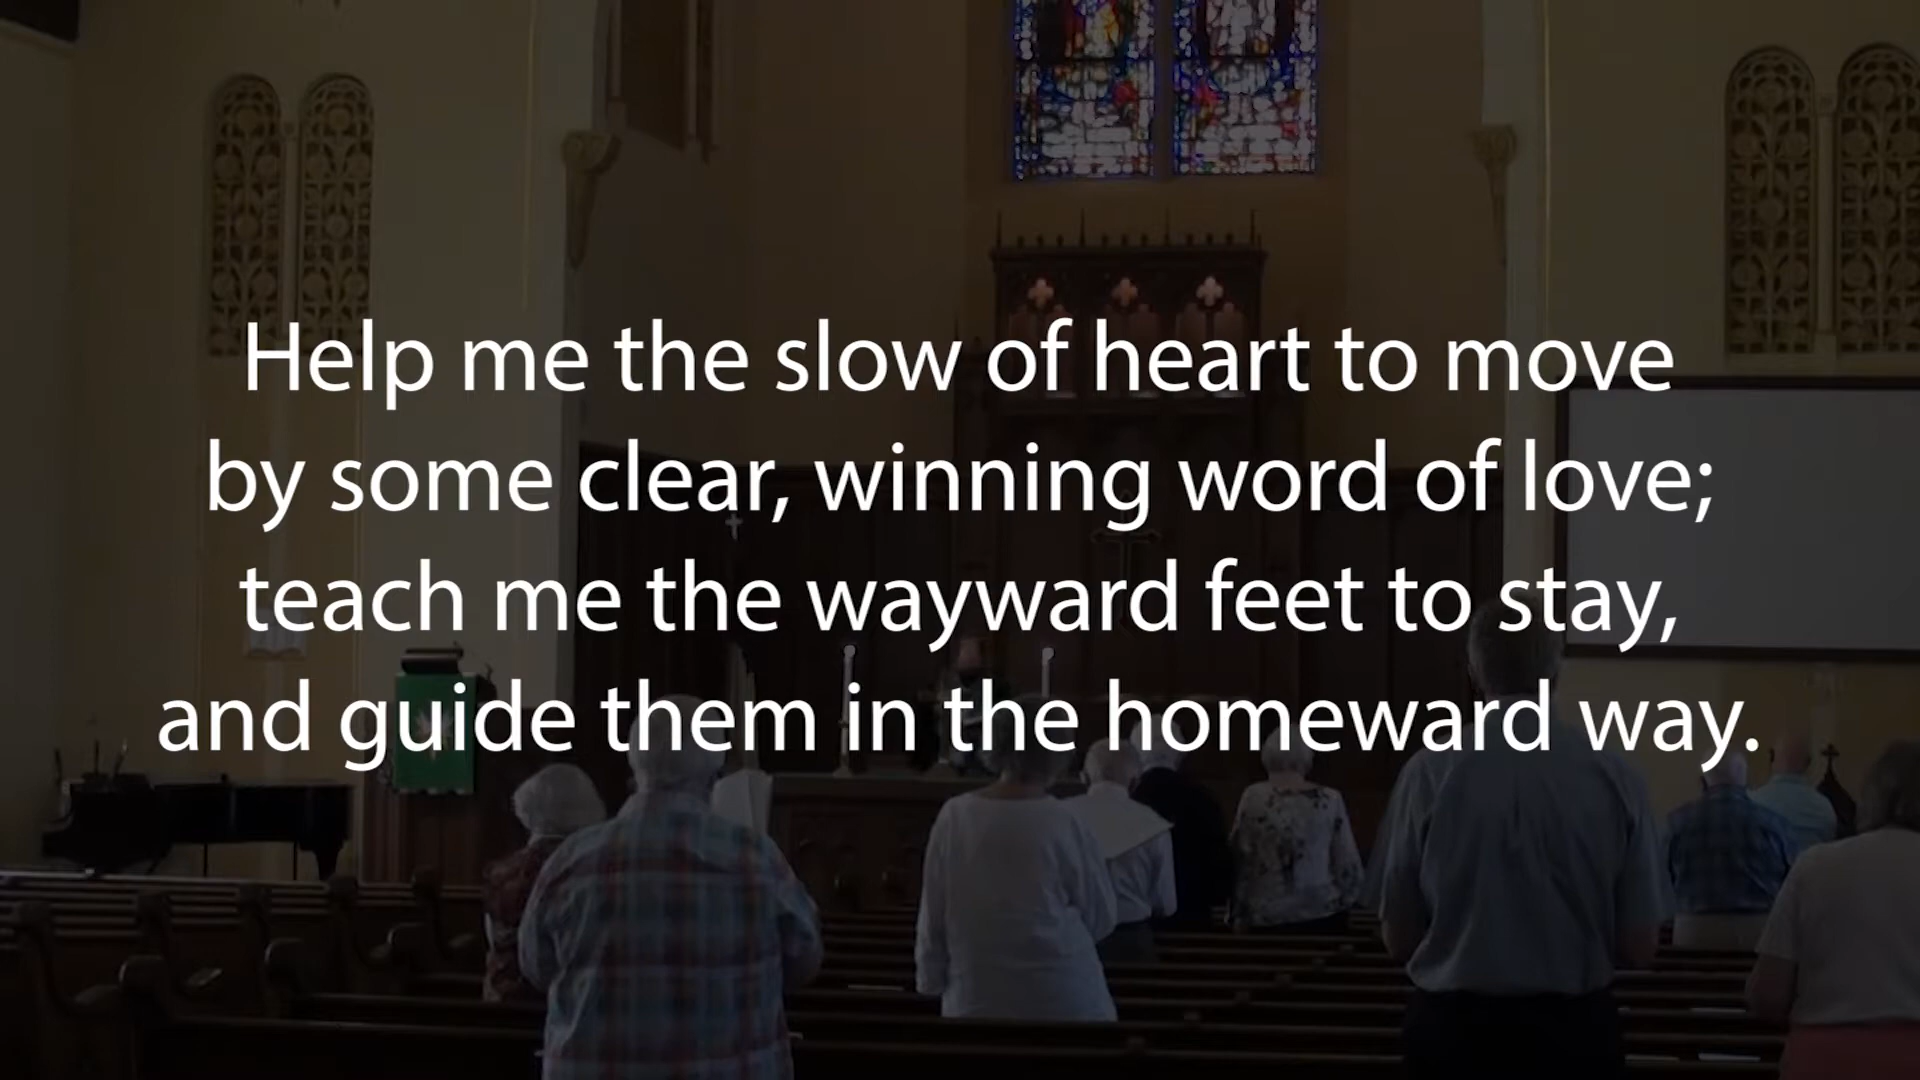 Help me the slow of heart to move
by some clear, winning word of love;
teach me the wayward feet to stay,
and guide them in the homeward way.